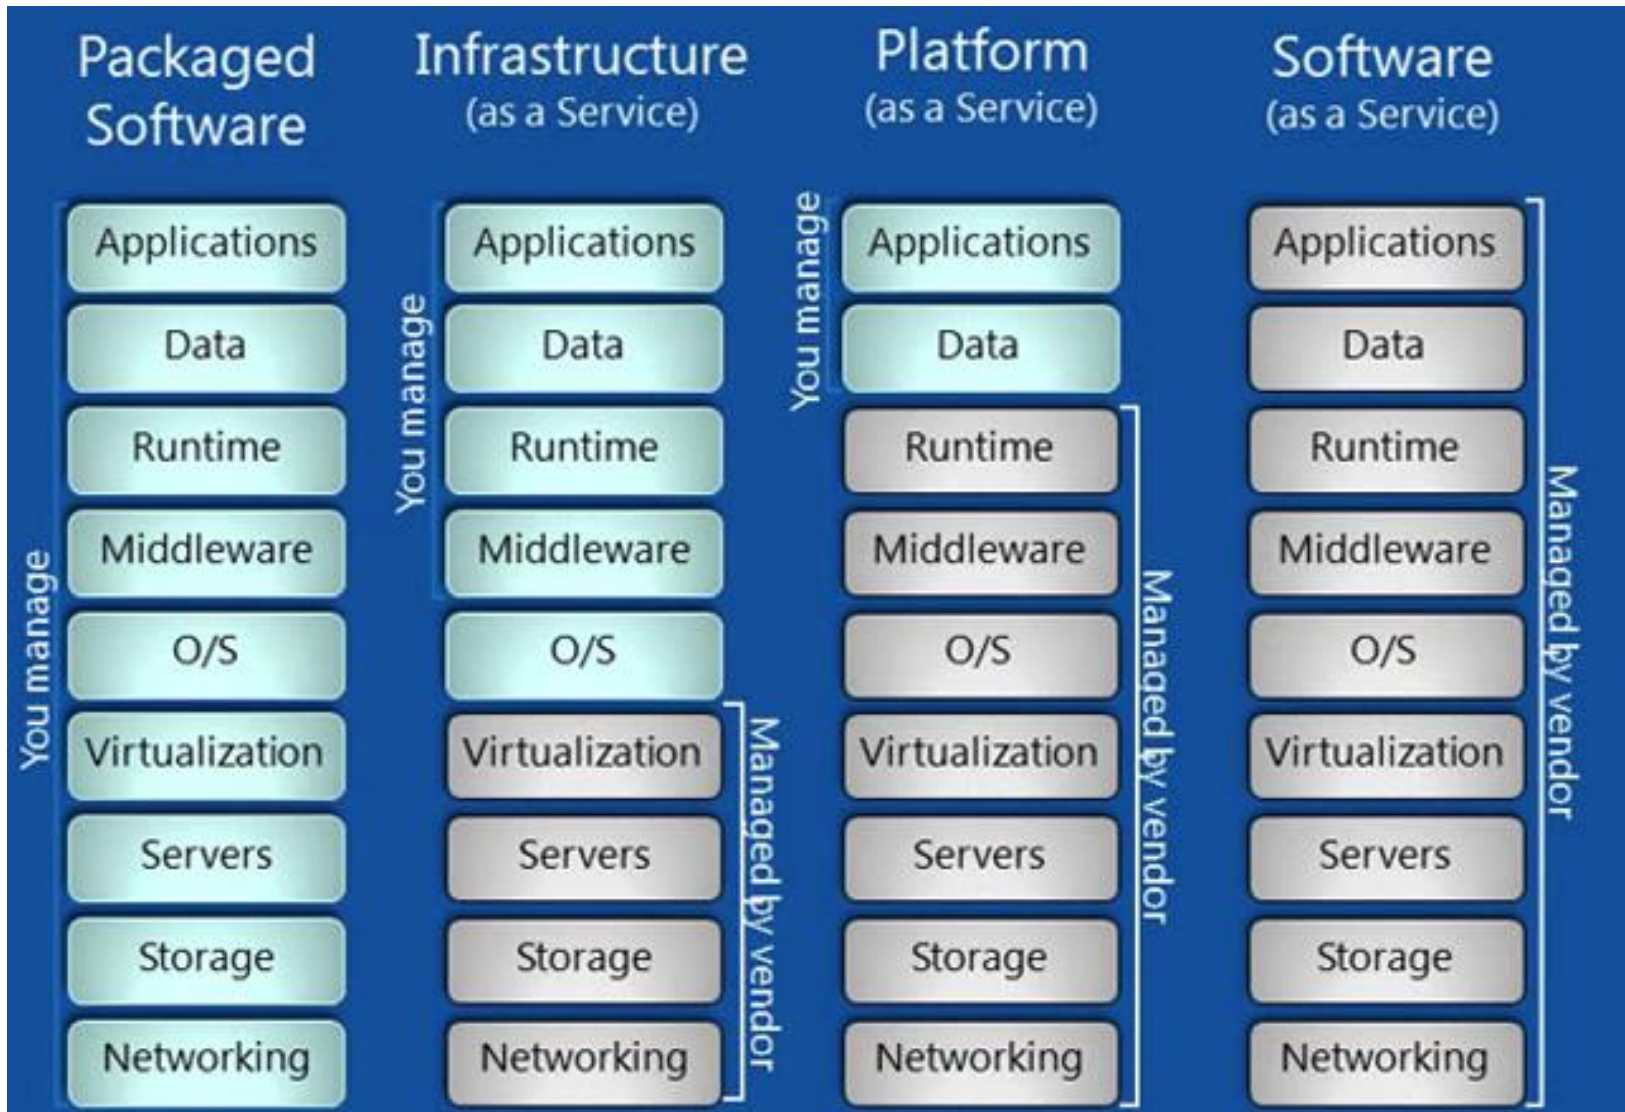 Packaged
Software
You manage
Applications
Data
Runtime
Middleware
O/S
Virtualization
Servers
Storage
Networking
Infrastructure
(as a Service)
You manage
Applications
Data
Runtime
Middleware
O/S
Virtualization
Servers
Storage
Networking
Managed by vendor
Platform
(as a Service)
You manage
Applications
Data
Runtime
Middleware
O/S
Virtualization
Servers
Storage
Networking
Managed by vendor
Software
(as a Service)
Applications
Data
Runtime
Middleware
O/S
Virtualization
Servers
Storage
Networking
Managed by vendor